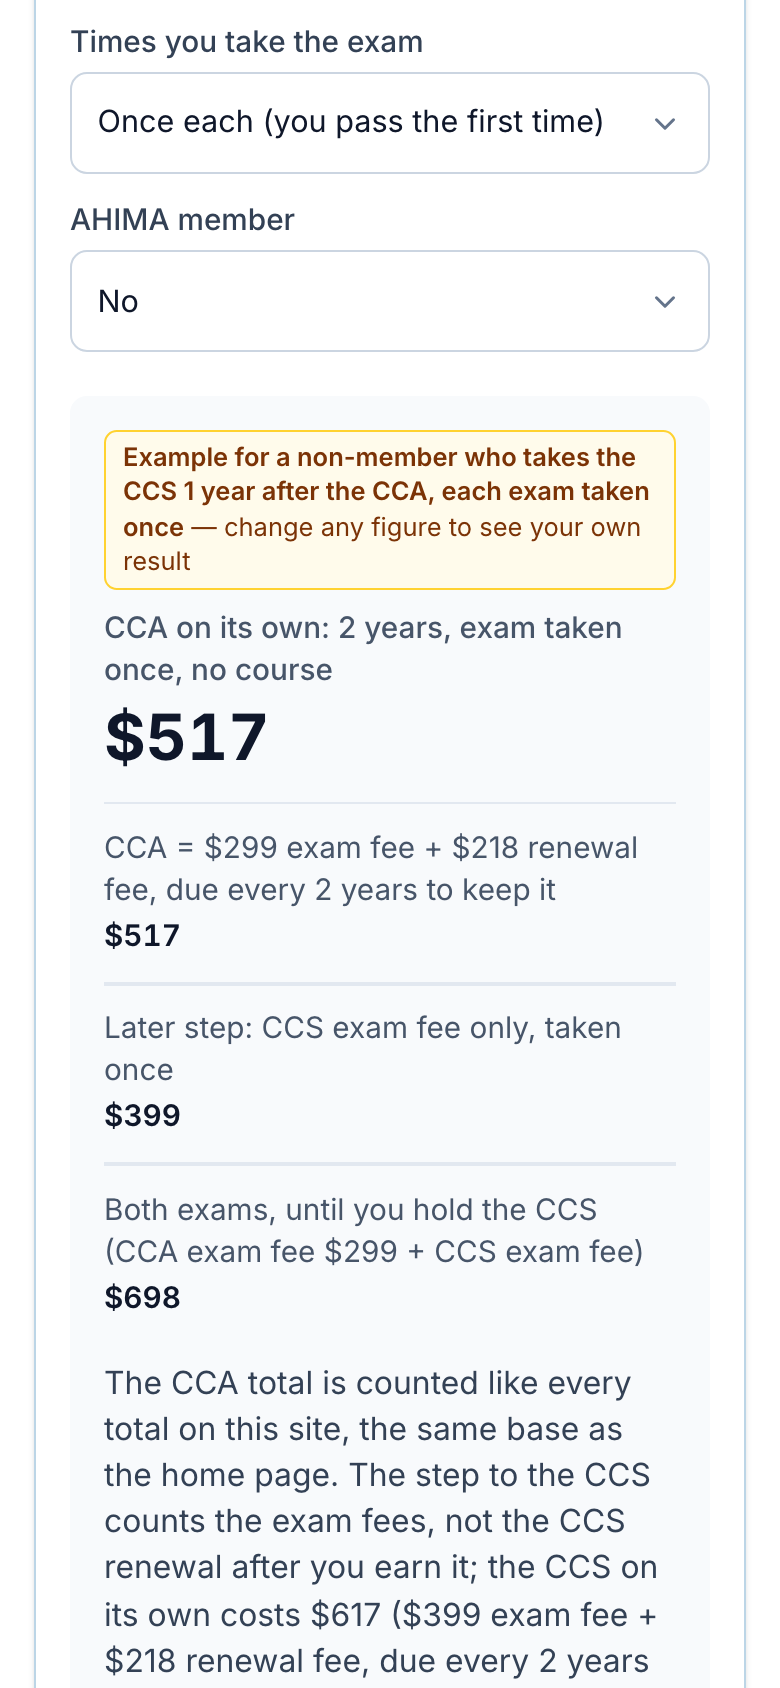 Times you take the exam
Once each (you pass the first time)
AHIMA member
No
Example for a non-member who takes the
CCS 1 year after the CCA, each exam taken
once — change any figure to see your own
result
CCA on its own: 2 years, exam taken
once, no course
$517
CCA = $299 exam fee + $218 renewal
fee, due every 2 years to keep it
$517
Later step: CCS exam fee only, taken
once
$399
Both exams, until you hold the CCS
(CCA exam fee $299 + CCS exam fee)
$698
The CCA total is counted like every
total on this site, the same base as
the home page. The step to the CCS
counts the exam fees, not the CCS
renewal after you earn it; the CCS on
its own costs $617 ($399 exam fee +
$218 renewal fee, due every 2 years